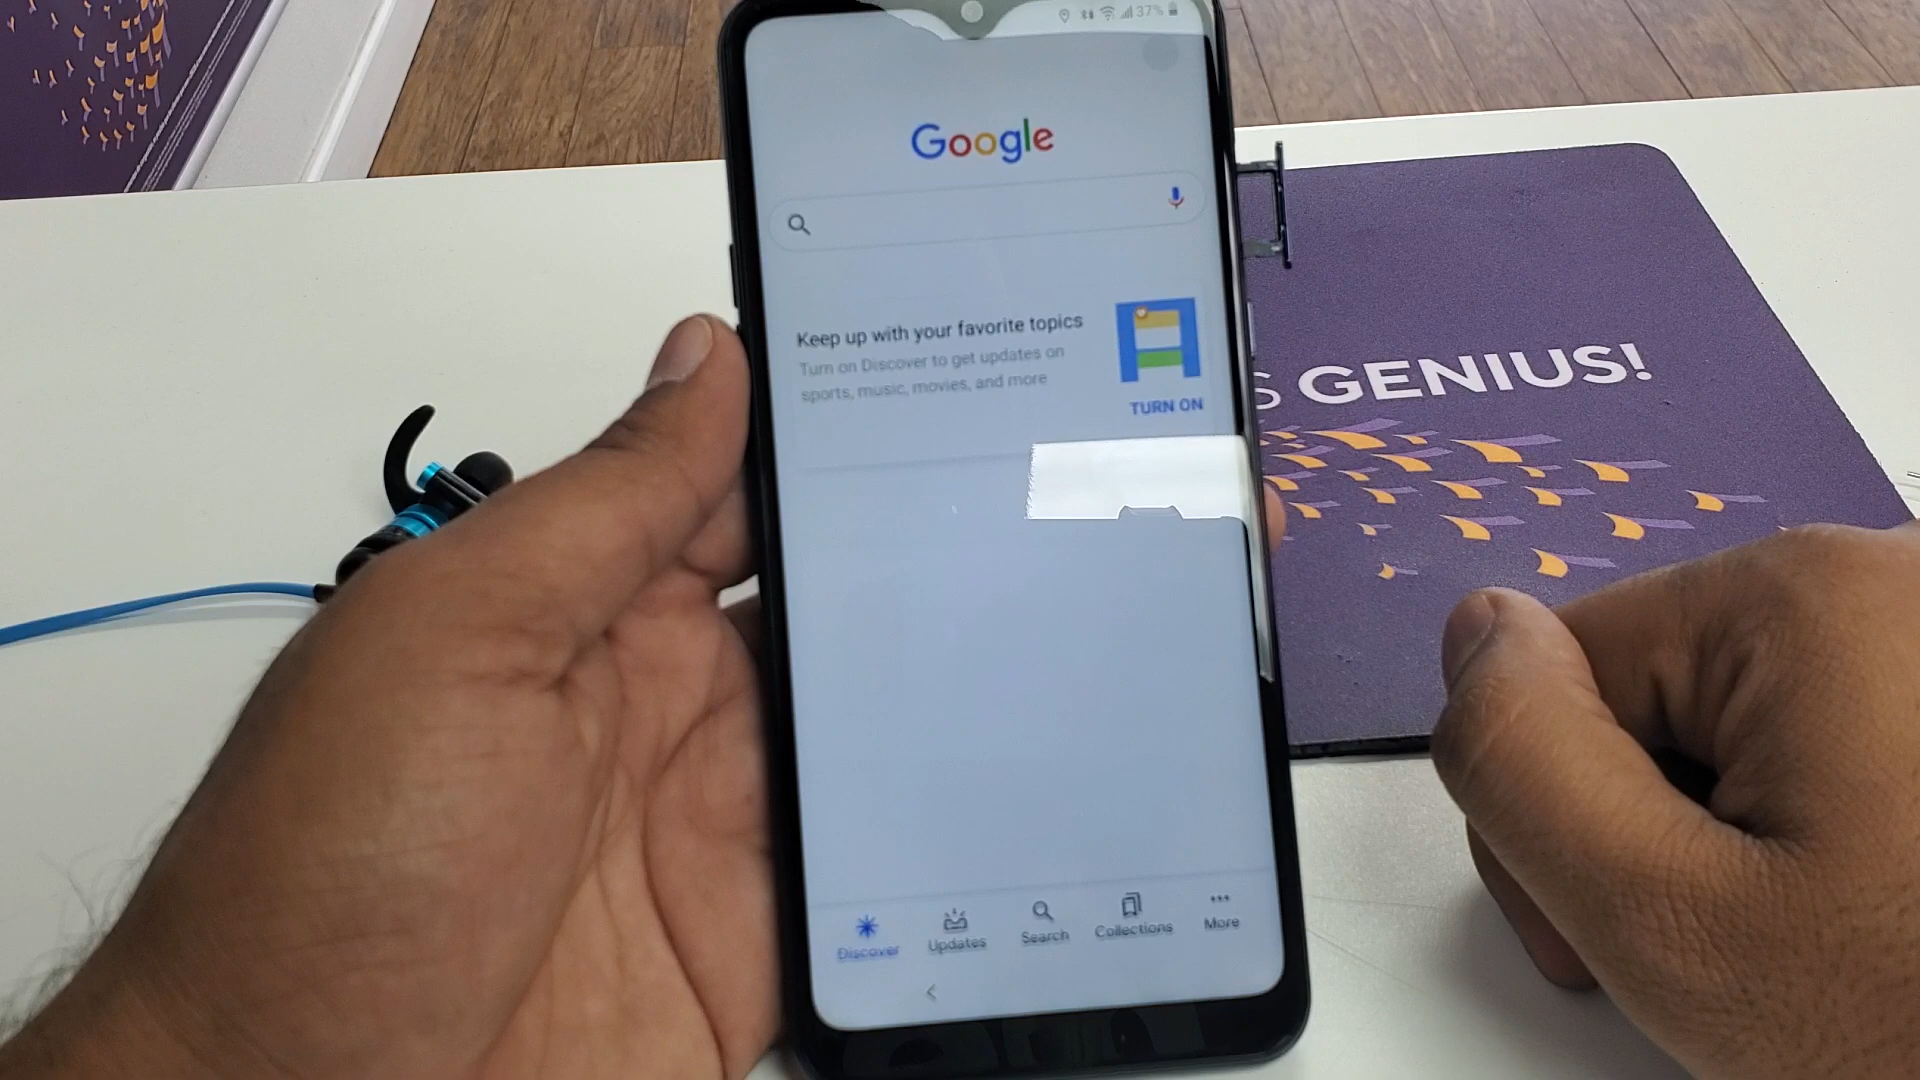 37%
Google
Keep up with your favorite topics
Turn on Discover to get updates on
sports, music, movies, and more
TURN ON
S GENIUS!
Discover
Updates
Search
Collections
More